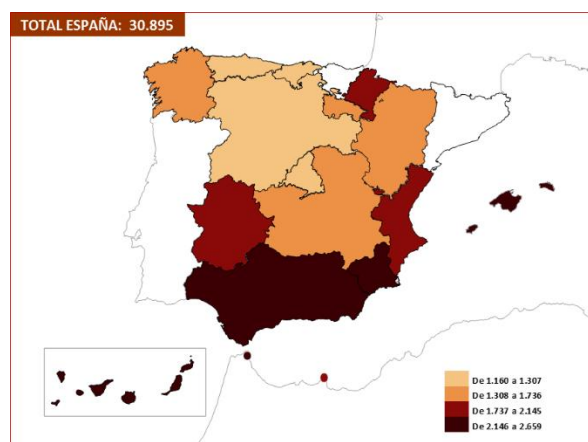 TOTAL ESPAÑA: 30.895
De 1.160 a 1.307
De 1.308 a 1.736
De 1.737 a 2.145
De 2.146 a 2.659